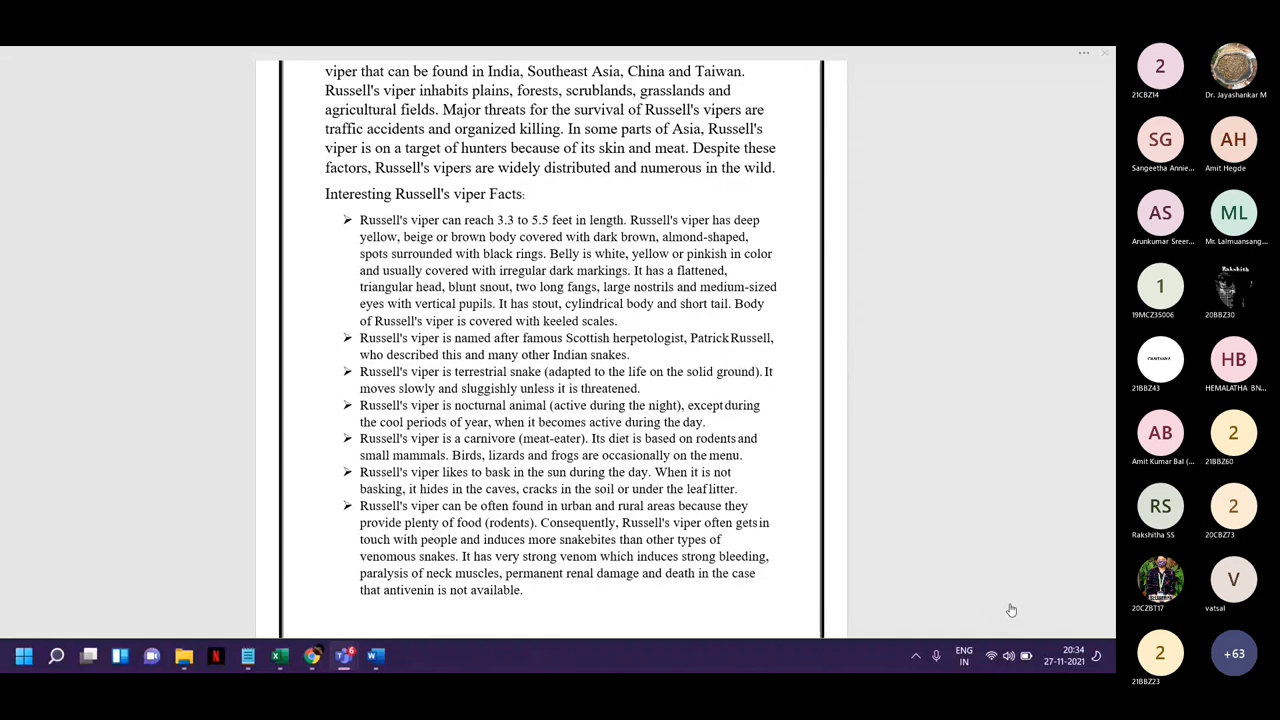 viper that can be found in India, Southeast Asia, China and Taiwan.
Russell's viper inhabits plains, forests, scrublands, grasslands and
agricultural fields. Major threats for the survival of Russell's vipers are
traffic accidents and organized killing. In some parts of Asia, Russell's
viper is on a target of hunters because of its skin and meat. Despite these
factors, Russell's vipers are widely distributed and numerous in the wild.
Interesting Russell's viper Facts:
➢ Russell's viper can reach 3.3 to 5.5 feet in length. Russell's viper has deep
yellow, beige or brown body covered with dark brown, almond-shaped,
spots surrounded with black rings. Belly is white, yellow or pinkish in color
and usually covered with irregular dark markings. It has a flattened,
triangular head, blunt snout, two long fangs, large nostrils and medium-sized
eyes with vertical pupils. It has stout, cylindrical body and short tail. Body
of Russell's viper is covered with keeled scales.
➢ Russell's viper is named after famous Scottish herpetologist, Patrick Russell,
who described this and many other Indian snakes.
➢ Russell's viper is terrestrial snake (adapted to the life on the solid ground). It
moves slowly and sluggishly unless it is threatened.
➢ Russell's viper is nocturnal animal (active during the night), except during
the cool periods of year, when it becomes active during the day.
➢ Russell's viper is a carnivore (meat-eater). Its diet is based on rodents and
small mammals. Birds, lizards and frogs are occasionally on the menu.
➢ Russell's viper likes to bask in the sun during the day. When it is not
basking, it hides in the caves, cracks in the soil or under the leaf litter.
➢ Russell's viper can be often found in urban and rural areas because they
provide plenty of food (rodents). Consequently, Russell's viper often gets in
touch with people and induces more snakebites than other types of
venomous snakes. It has very strong venom which induces strong bleeding,
paralysis of neck muscles, permanent renal damage and death in the case
that antivenin is not available.
6
ENG
IN
20:34
27-11-2021
2
21CBZ14
Dr. Jayashankar M
SG
Sangeetha Annie...
AH
Amit Hegde
AS
Arunkumar Sreer...
ML
Mr. Lalmuansang...
1
19MCZ35006
Rakshith
20BBZ30
21BBZ43
HB
HEMALATHA BN...
AB
Amit Kumar Bal (...
2
21BBZ60
RS
Rakshitha SS
2
20CBZ73
20CZBT17
V
vatsal
2
21BBZ23
+63